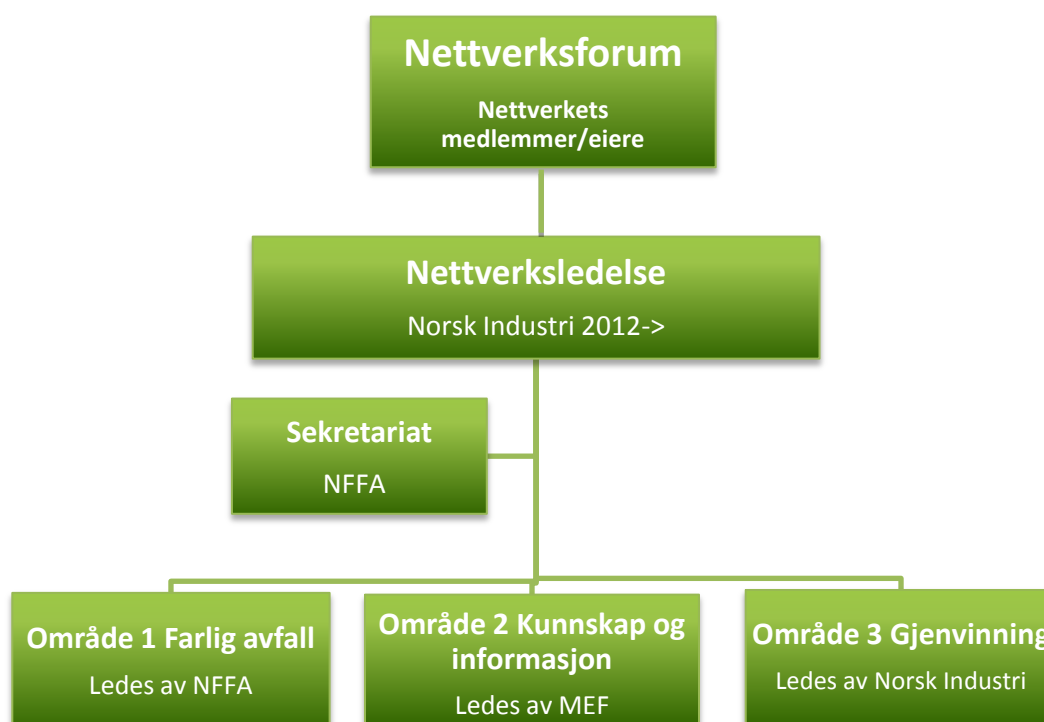 Nettverksforum
Nettverkets
medlemmer/eiere
Nettverksledelse
Norsk Industri 2012->
Sekretariat
NFFA
Område 1 Farlig avfall
Ledes av NFFA
Område 2 Kunnskap og
informasjon
Ledes av MEF
Område 3 Gjenvinning
Ledes av Norsk Industri